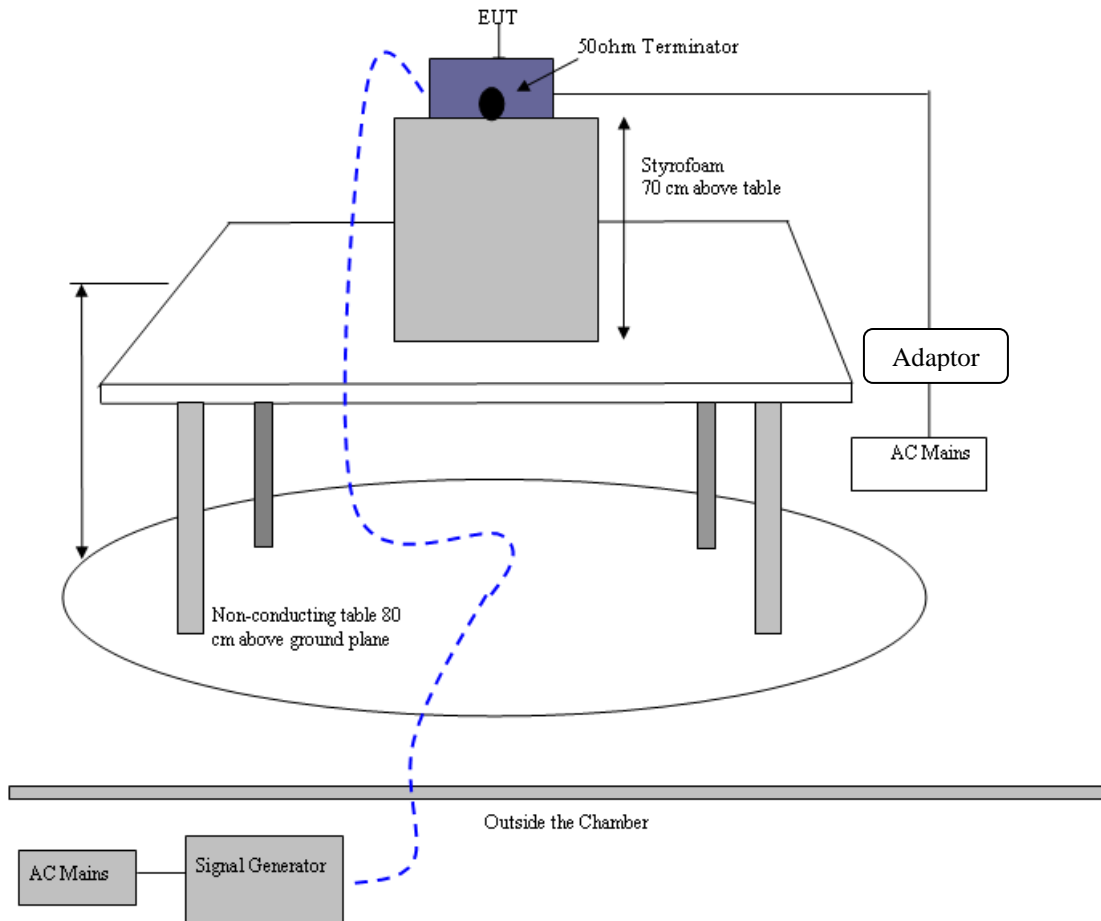 EUT
50ohm Terminator
Styrofoam
70 cm above table
Adaptor
AC Mains
Non-conducting table 80
cm above ground plane
Outside the Chamber
AC Mains
Signal Generator